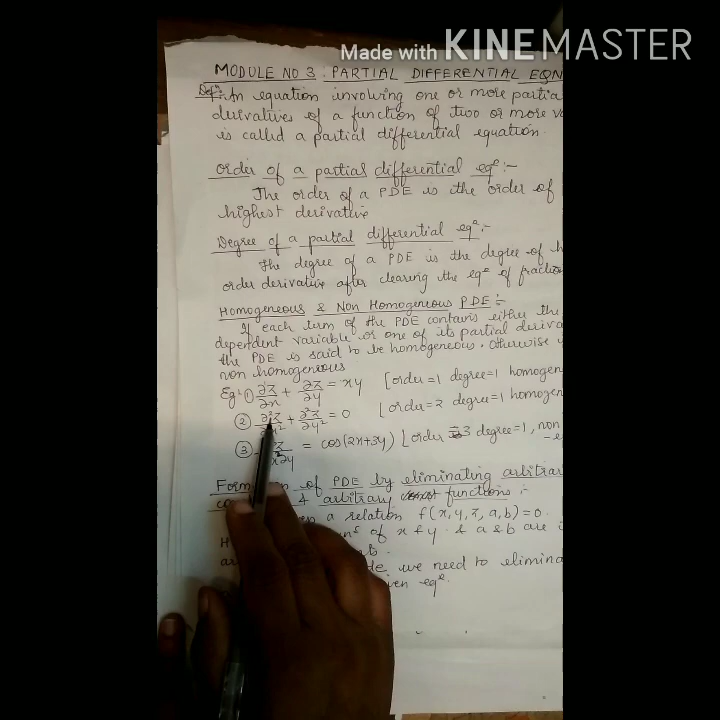 Made with KINEMASTER
MODULE NO 3: PARTIAL DIFFERENTIAL EQN
Defn: An equation involving one or more partia
derivatives of a function of two or more va
is called a partial differential equation.
Order of a partial differential eqn:-
The order of a PDE is the order of
highest derivative
Degree of a partial differential eqn:-
The degree of a PDE is the degree of h
order derivative after clearing the eqn of fraction
Homogeneous & Non Homogeneous PDE:-
If each term of the PDE contains either the
dependent variable or one of its partial deriva
the PDE is said to be homogeneous. Otherwise
non homogeneous
Eg: ① ∂z/∂x + ∂z/∂y = xy [order=1 degree=1 homogen
② ∂²z/ + ∂²z/∂y² = 0 [order=2 degree=1 homogen
③ = cos(2x+3y) [order =3 degree=1, non
Formation of PDE by eliminating arbitrar
& arbitrary functions:-
a relation f(x, y, z, a, b) = 0.
of x & y & a & b are
we need to elimina
eqn.